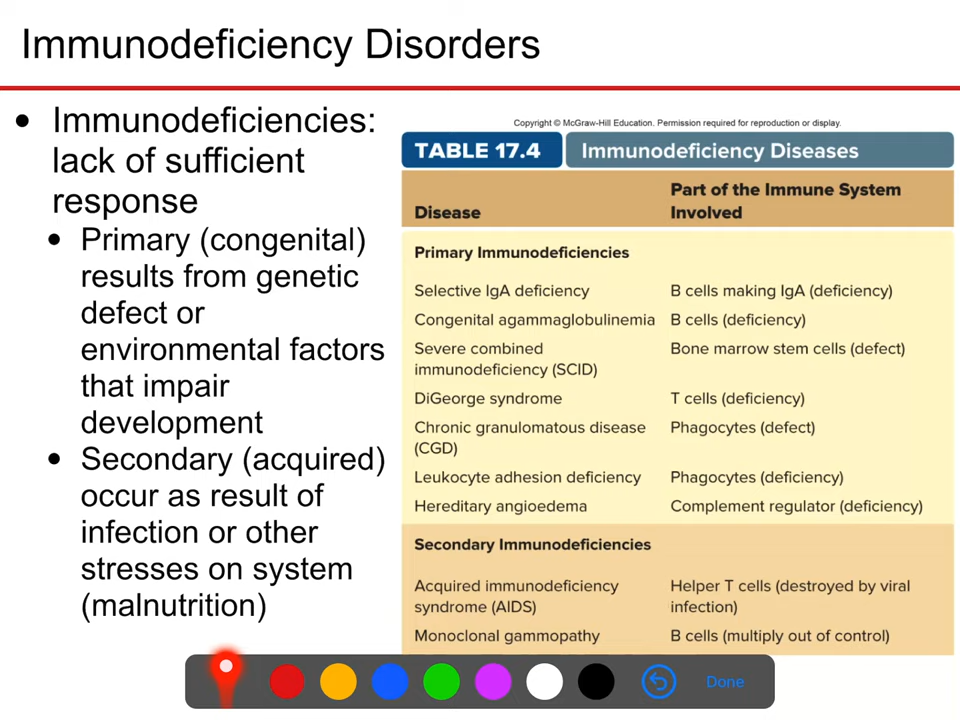 Immunodeficiency Disorders
• Immunodeficiencies:
lack of sufficient
response
• Primary (congenital)
results from genetic
defect or
environmental factors
that impair
development
• Secondary (acquired)
occur as result of
infection or other
stresses on system
(malnutrition)
Copyright © McGraw-Hill Education. Permission required for reproduction or display.
TABLE 17.4 Immunodeficiency Diseases
Disease Part of the Immune System Involved
Primary Immunodeficiencies
Selective IgA deficiency B cells making IgA (deficiency)
Congenital agammaglobulinemia B cells (deficiency)
Severe combined Bone marrow stem cells (defect)
immunodeficiency (SCID)
DiGeorge syndrome T cells (deficiency)
Chronic granulomatous disease Phagocytes (defect)
(CGD)
Leukocyte adhesion deficiency Phagocytes (deficiency)
Hereditary angioedema Complement regulator (deficiency)
Secondary Immunodeficiencies
Acquired immunodeficiency Helper T cells (destroyed by viral
syndrome (AIDS) infection)
Monoclonal gammopathy B cells (multiply out of control)
Done